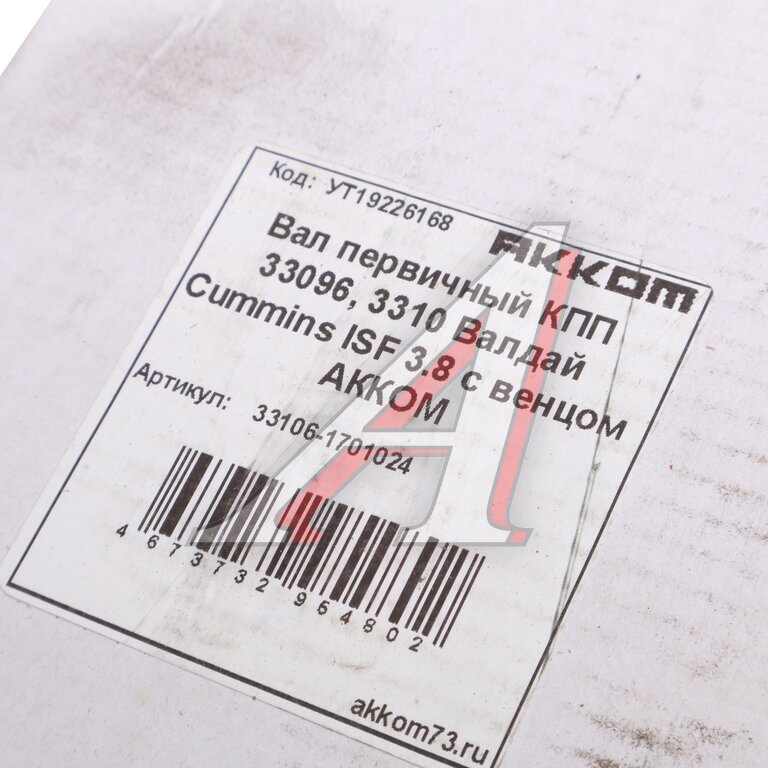 Код: УТ19226168
AKKOM
Вал первичный КПП
33096, 3310 Валдай
Cummins ISF 3.8 с венцом
АККОМ
Артикул: 33106-1701024
4 673732 964802
akkom73.ru